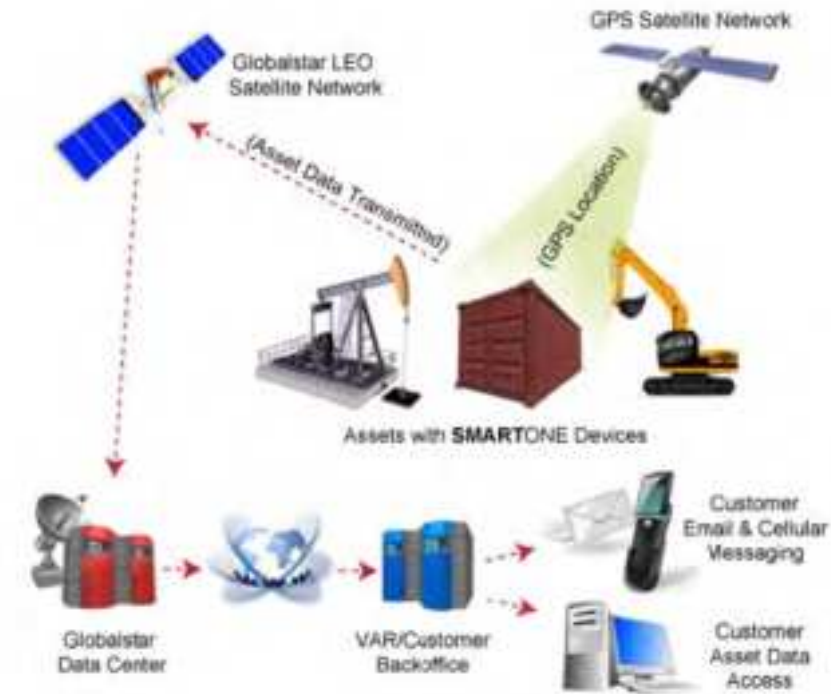 GPS Satellite Network
Globalstar LEO
Satellite Network
(Asset Data Transmitted)
(GPS Location)
Assets with SMARTONE Devices
Customer
Email & Cellular
Messaging
Globalstar
Data Center
VAR/Customer
Backoffice
Customer
Asset Data
Access